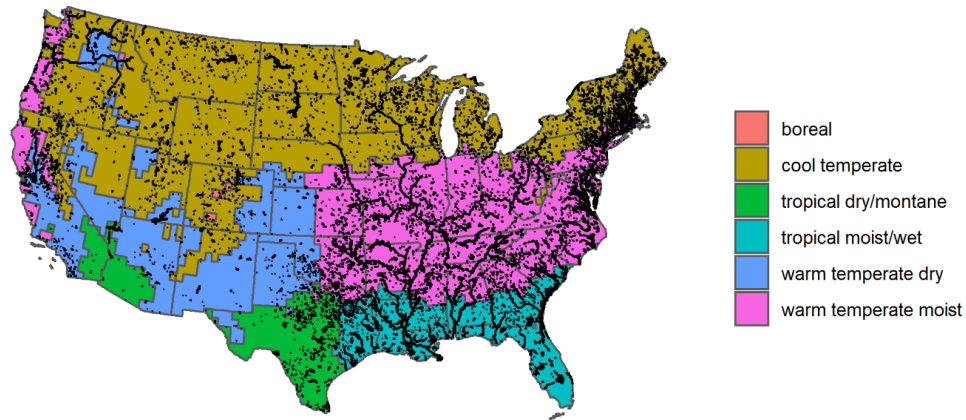 boreal
cool temperate
tropical dry/montane
tropical moist/wet
warm temperate dry
warm temperate moist